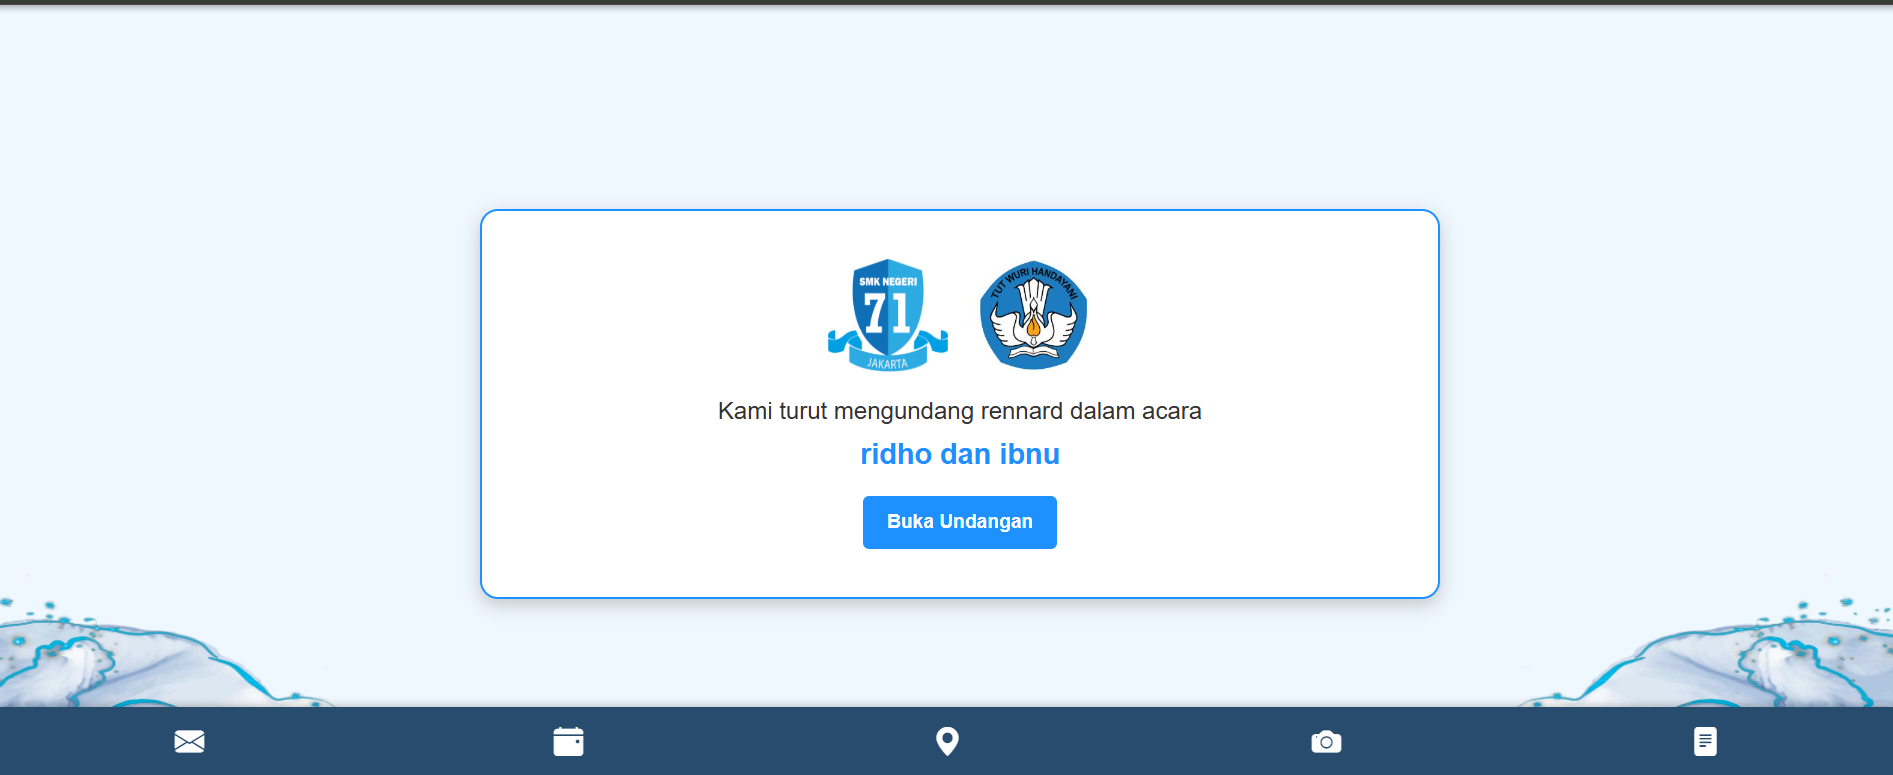 SMK NEGERI
71
JAKARTA
TUT WURI HANDAYANI
Kami turut mengundang rennard dalam acara
ridho dan ibnu
Buka Undangan